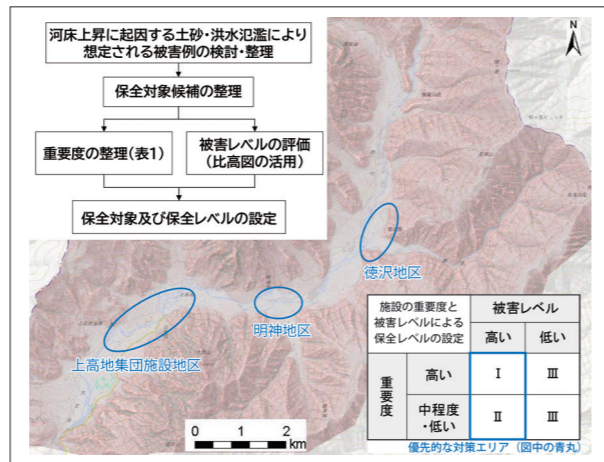 河床上昇に起因する土砂・洪水氾濫により
想定される被害例の検討・整理
保全対象候補の整理
重要度の整理(表1)
被害レベルの評価
(比高図の活用)
保全対象及び保全レベルの設定
N
徳沢地区
明神地区
上高地集団施設地区
0 1 2
km
施設の重要度と
被害レベルによる
保全レベルの設定
被害レベル
高い
低い
重要度
高い
Ⅰ
Ⅲ
中程度
・低い
Ⅱ
Ⅲ
優先的な対策エリア（図中の青丸）